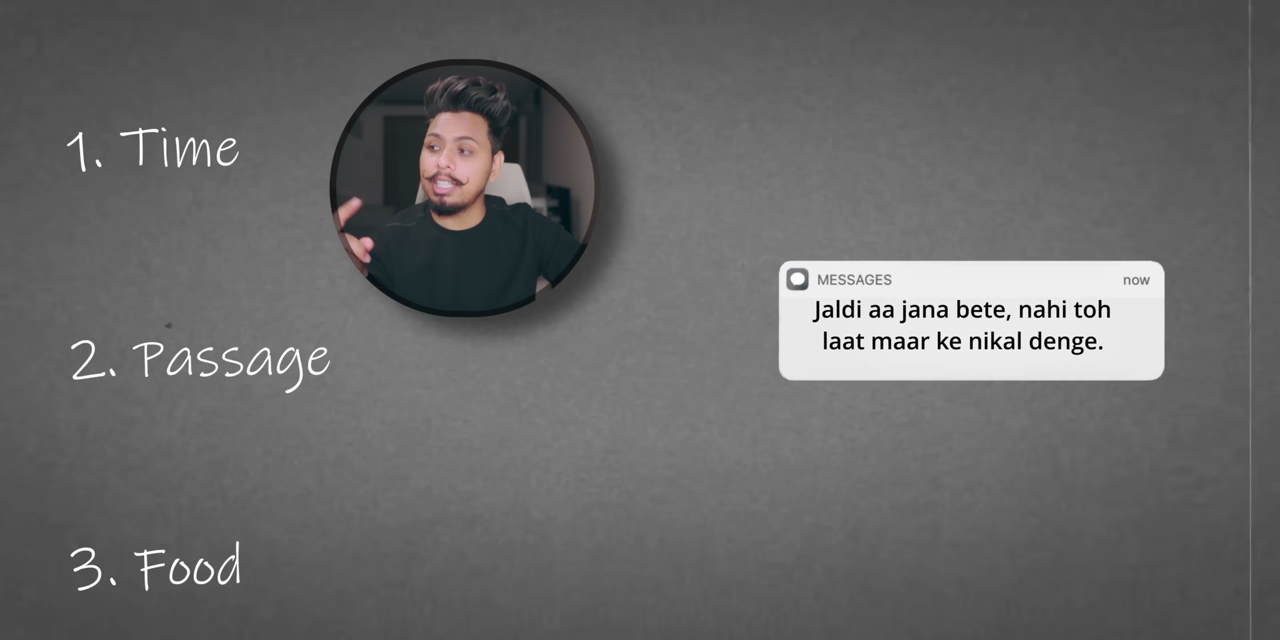 1. Time
2. Passage
3. Food
MESSAGES now
Jaldi aa jana bete, nahi toh
laat maar ke nikal denge.